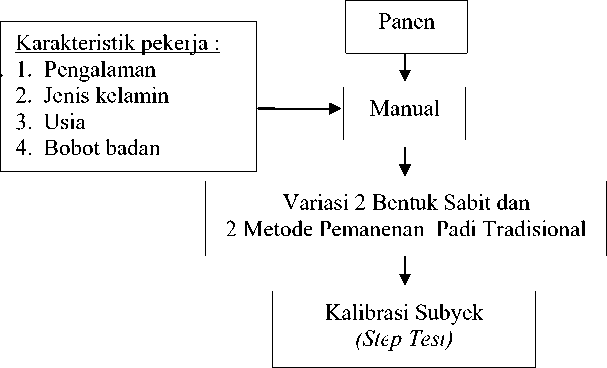 Panen
Karakteristik pekerja :
1. Pengalaman
2. Jenis kelamin
3. Usia
4. Bobot badan
Manual
Variasi 2 Bentuk Sabit dan
2 Metode Pemanenan Padi Tradisional
Kalibrasi Subyek
(Step Test)